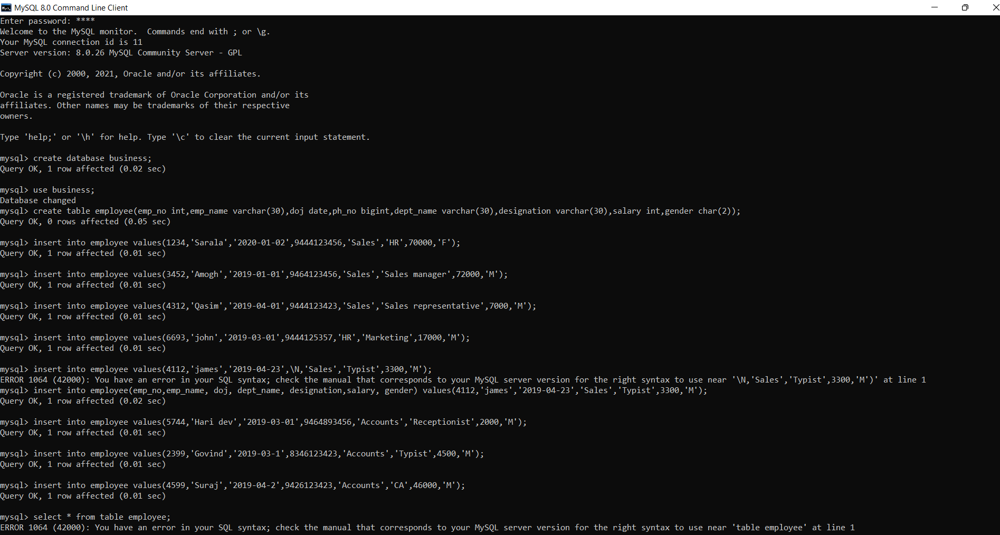 MySQL 8.0 Command Line Client
Enter password: ****
Welcome to the MySQL monitor.  Commands end with ; or \g.
Your MySQL connection id is 11
Server version: 8.0.26 MySQL Community Server - GPL
Copyright (c) 2000, 2021, Oracle and/or its affiliates.
Oracle is a registered trademark of Oracle Corporation and/or its
affiliates. Other names may be trademarks of their respective
owners.
Type 'help;' or '\h' for help. Type '\c' to clear the current input statement.
mysql> create database business;
Query OK, 1 row affected (0.02 sec)
mysql> use business;
Database changed
mysql> create table employee(emp_no int,emp_name varchar(30),doj date,ph_no bigint,dept_name varchar(30),designation varchar(30),salary int,gender char(2));
Query OK, 0 rows affected (0.05 sec)
mysql> insert into employee values(1234,'Sarala','2020-01-02',9444123456,'Sales','HR',70000,'F');
Query OK, 1 row affected (0.01 sec)
mysql> insert into employee values(3452,'Amogh','2019-01-01',9464123456,'Sales','Sales manager',72000,'M');
Query OK, 1 row affected (0.01 sec)
mysql> insert into employee values(4312,'Qasim','2019-04-01',9444123423,'Sales','Sales representative',7000,'M');
Query OK, 1 row affected (0.01 sec)
mysql> insert into employee values(6693,'john','2019-03-01',9444125357,'HR','Marketing',17000,'M');
Query OK, 1 row affected (0.01 sec)
mysql> insert into employee values(4112,'james','2019-04-23',\N,'Sales','Typist',3300,'M');
ERROR 1064 (42000): You have an error in your SQL syntax; check the manual that corresponds to your MySQL server version for the right syntax to use near '\N,'Sales','Typist',3300,'M')' at line 1
mysql> insert into employee(emp_no,emp_name, doj, dept_name, designation,salary, gender) values(4112,'james','2019-04-23','Sales','Typist',3300,'M');
Query OK, 1 row affected (0.02 sec)
mysql> insert into employee values(5744,'Hari dev','2019-03-01',9464893456,'Accounts','Receptionist',2000,'M');
Query OK, 1 row affected (0.01 sec)
mysql> insert into employee values(2399,'Govind','2019-03-1',8346123423,'Accounts','Typist',4500,'M');
Query OK, 1 row affected (0.01 sec)
mysql> insert into employee values(4599,'Suraj','2019-04-2',9426123423,'Accounts','CA',46000,'M');
Query OK, 1 row affected (0.01 sec)
mysql> select * from table employee;
ERROR 1064 (42000): You have an error in your SQL syntax; check the manual that corresponds to your MySQL server version for the right syntax to use near 'table employee' at line 1